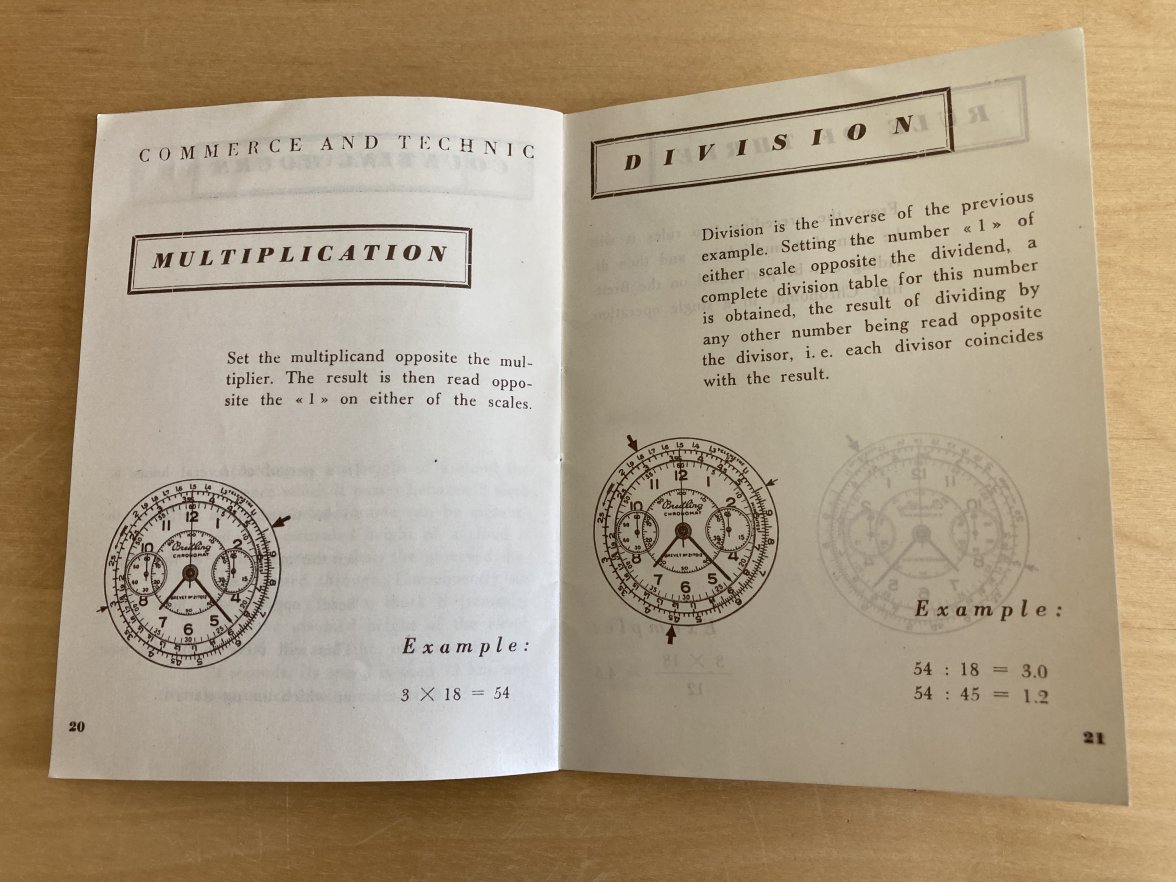 COMMERCE AND TECHNIC
MULTIPLICATION
Set the multiplicand opposite the mul-
tiplier. The result is then read oppo-
site the « 1 » on either of the scales.
Breitling
CHRONOMAT
Example:
3 × 18 = 54
20
DIVISION
Division is the inverse of the previous
example. Setting the number « 1 » of
either scale opposite the dividend, a
complete division table for this number
is obtained, the result of dividing by
any other number being read opposite
the divisor, i. e. each divisor coincides
with the result.
Breitling
CHRONOMAT
Example:
54 : 18 = 3.0
54 : 45 = 1.2
21